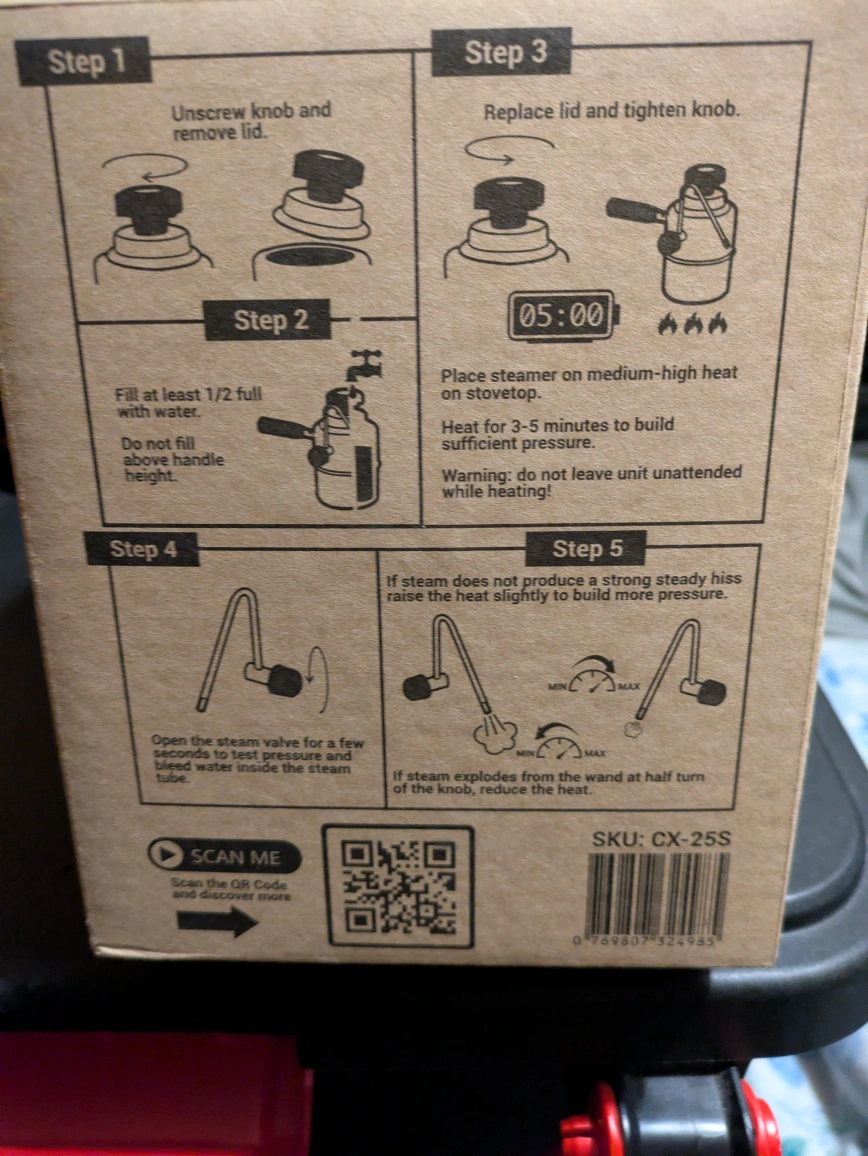 Step 1
Unscrew knob and
remove lid.
Step 2
Fill at least 1/2 full
with water.
Do not fill
above handle
height.
Step 3
Replace lid and tighten knob.
05:00
Place steamer on medium-high heat
on stovetop.
Heat for 3-5 minutes to build
sufficient pressure.
Warning: do not leave unit unattended
while heating!
Step 4
Open the steam valve for a few
seconds to test pressure and
bleed water inside the steam
tube.
Step 5
If steam does not produce a strong steady hiss
raise the heat slightly to build more pressure.
MIN MAX
MIN MAX
If steam explodes from the wand at half turn
of the knob, reduce the heat.
SCAN ME
Scan the QR Code
and discover more
SKU: CX-25S
0 769807 324985